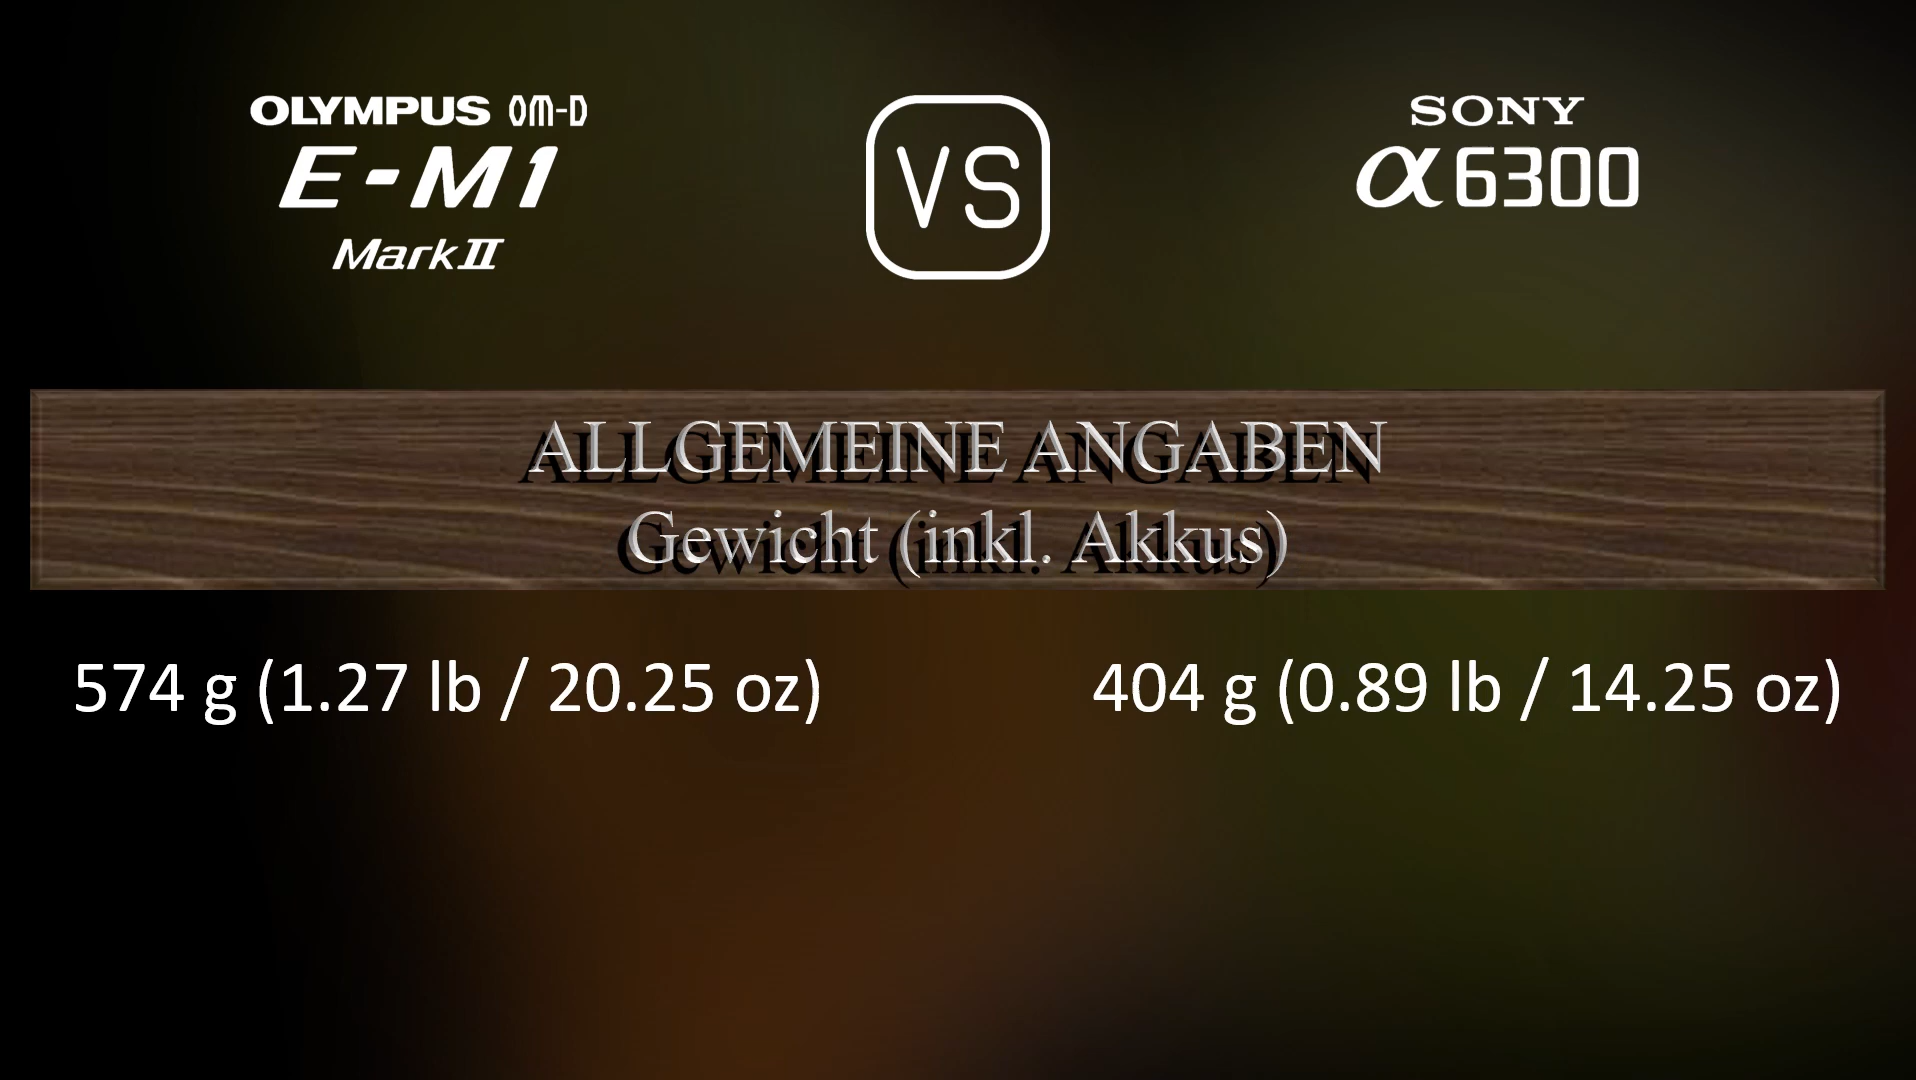 OLYMPUS OM-D
E-M1
Mark II
VS
SONY
α6300
ALLGEMEINE ANGABEN
Gewicht (inkl. Akkus)
574 g (1.27 lb / 20.25 oz)
404 g (0.89 lb / 14.25 oz)